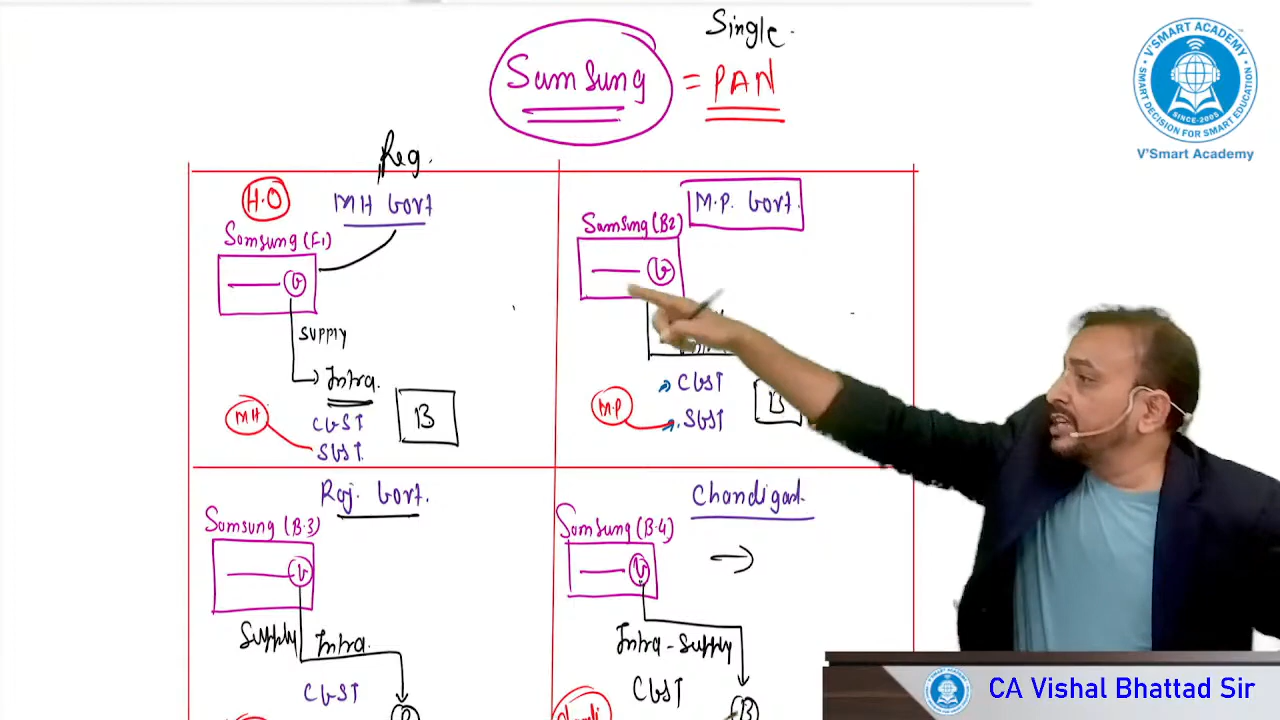 Single.
Samsung = PAN
Reg.
H.O
MH Govt
Samsung (F1)
G
Supply
Intra.
MH
CGST
SGST
B
M.P. Govt.
Samsung (B2)
G
M.P
CGST
SGST
B
Raj. Govt.
Samsung (B.3)
G
Supply Intra.
CGST
Chandigarh
Samsung (B.4)
G
Intra-Supply
CGST
B
V'SMART ACADEMY
SMART DECISION FOR SMART EDUCATION
SINCE-2005
V'Smart Academy
CA Vishal Bhattad Sir